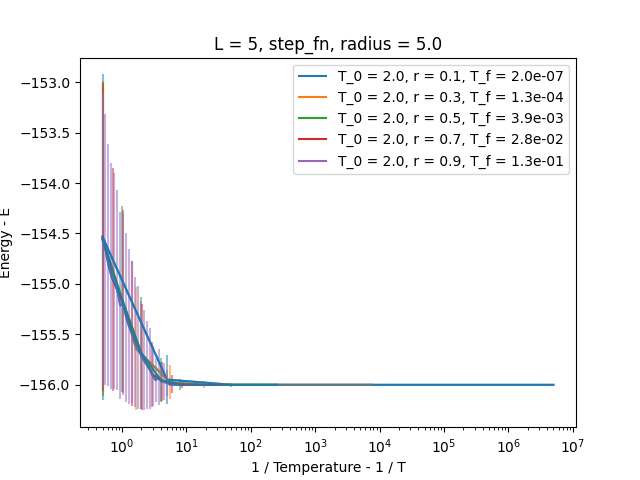 L = 5, step_fn, radius = 5.0
T_0 = 2.0, r = 0.1, T_f = 2.0e-07
T_0 = 2.0, r = 0.3, T_f = 1.3e-04
T_0 = 2.0, r = 0.5, T_f = 3.9e-03
T_0 = 2.0, r = 0.7, T_f = 2.8e-02
T_0 = 2.0, r = 0.9, T_f = 1.3e-01
Energy - E
−153.0
−153.5
−154.0
−154.5
−155.0
−155.5
−156.0
10⁰ 10¹ 10² 10³ 10⁴ 10⁵ 10⁶ 10⁷
1 / Temperature - 1 / T